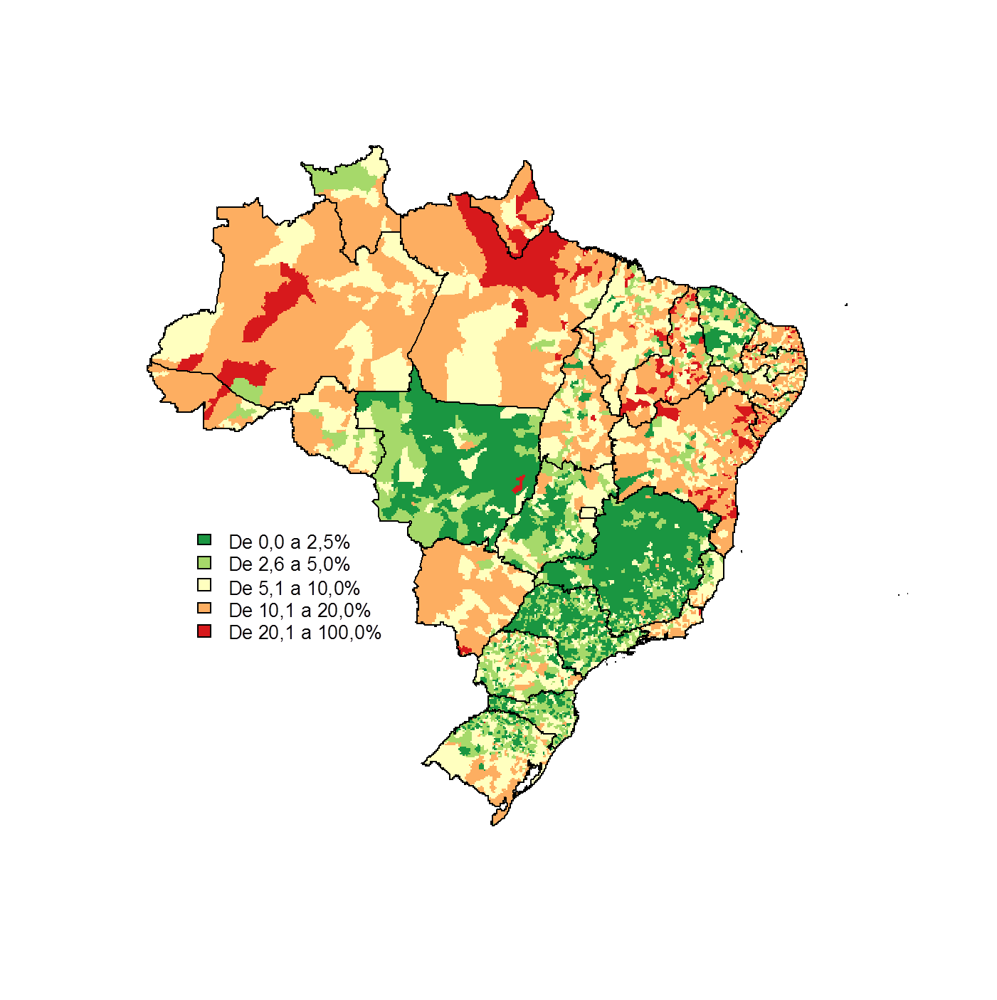 De 0,0 a 2,5%
De 2,6 a 5,0%
De 5,1 a 10,0%
De 10,1 a 20,0%
De 20,1 a 100,0%